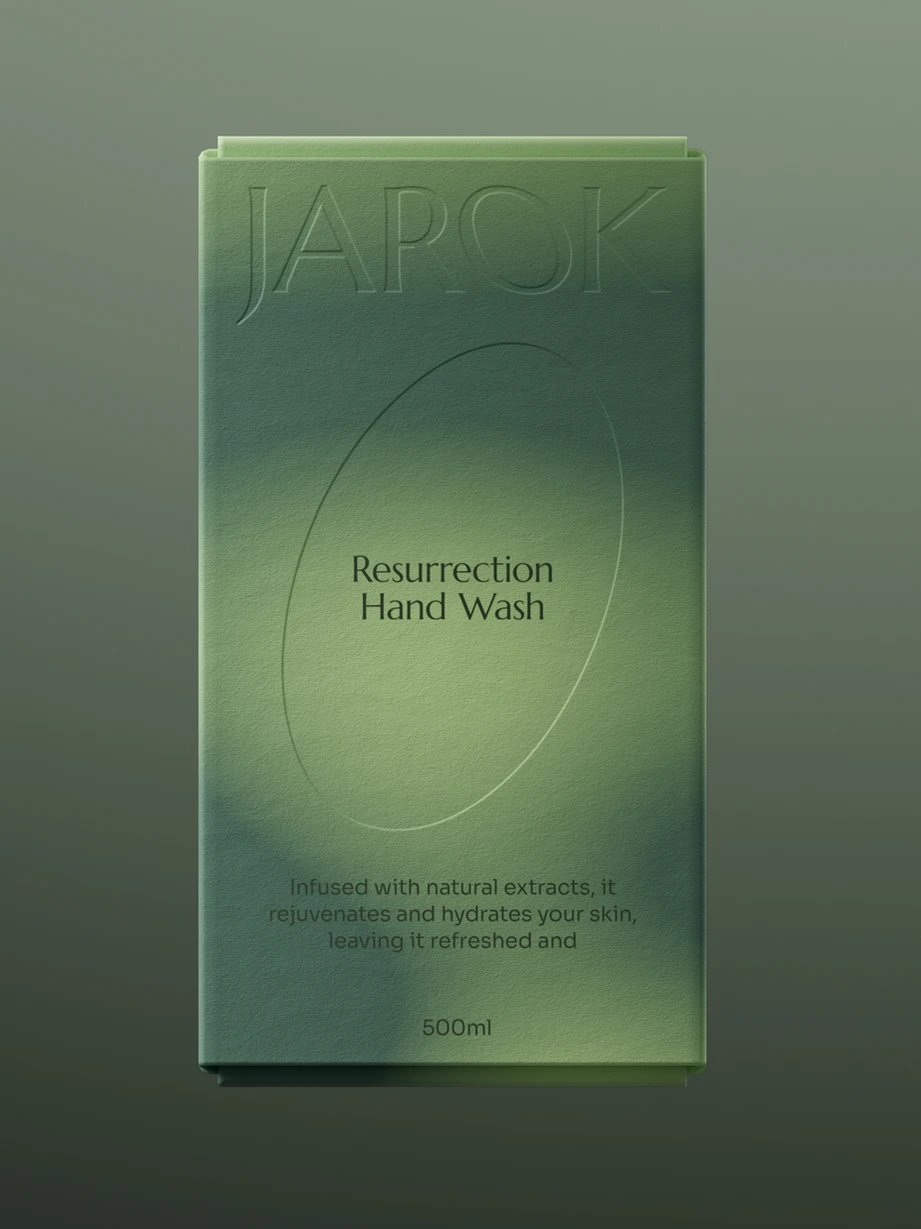 JAROK
Resurrection
Hand Wash
Infused with natural extracts, it
rejuvenates and hydrates your skin,
leaving it refreshed and
500ml